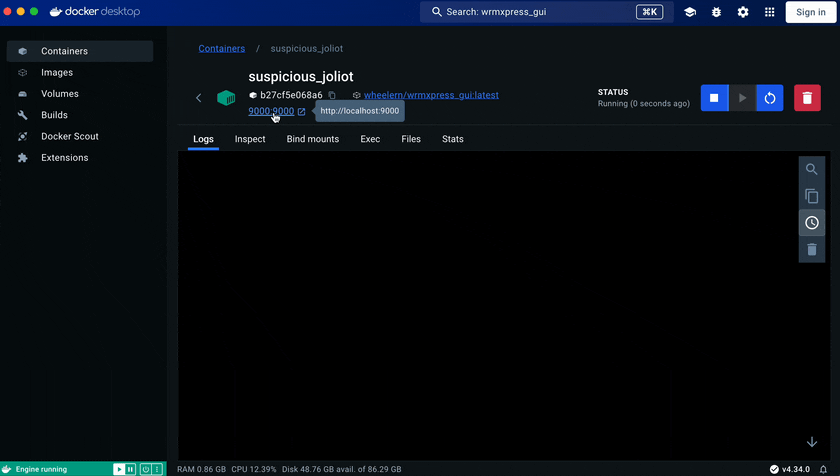 docker desktop
Search: wrmxpress_gui
⌘K
Sign in
Containers
Images
Volumes
Builds
Docker Scout
Extensions
Containers / suspicious_joliot
suspicious_joliot
b27cf5e068a6
wheelern/wrmxpress_gui:latest
9000:9000
http://localhost:9000
STATUS
Running (0 seconds ago)
Logs Inspect Bind mounts Exec Files Stats
Engine running
RAM 0.86 GB CPU 12.39% Disk 48.76 GB avail. of 86.29 GB
v4.34.0